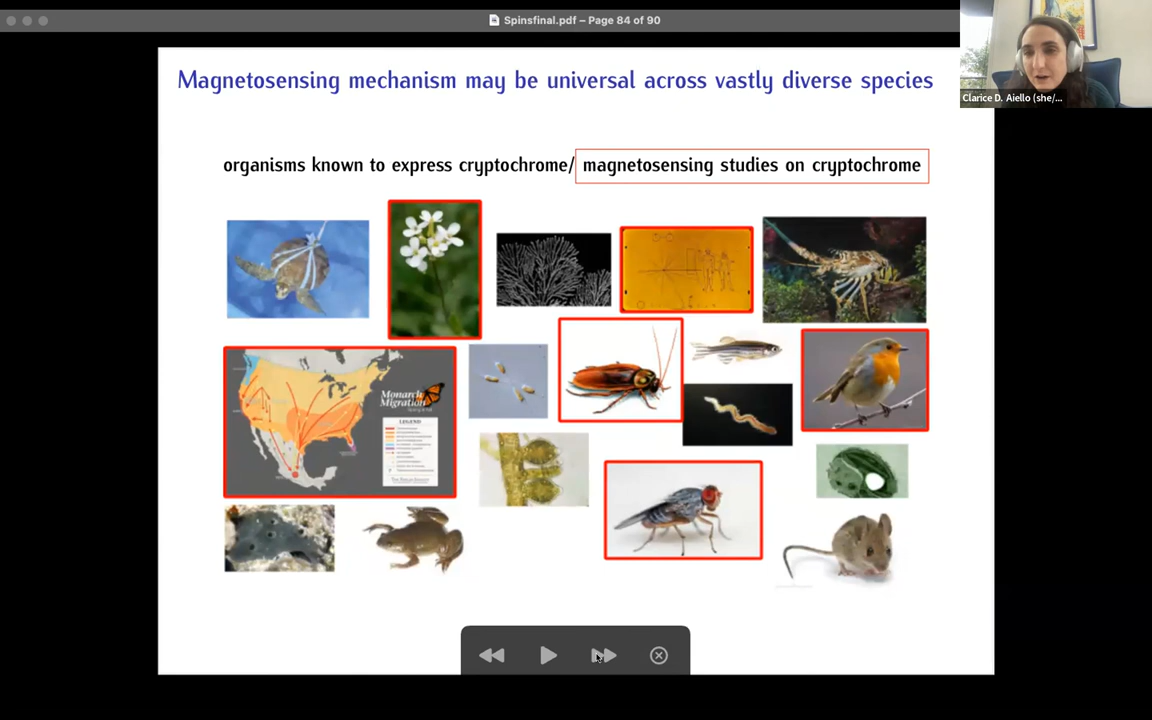 Spinsfinal.pdf – Page 84 of 90
Clarice D. Aiello (she/...
Magnetosensing mechanism may be universal across vastly diverse species
organisms known to express cryptochrome/ magnetosensing studies on cryptochrome
Monarch
Migration
LEGEND